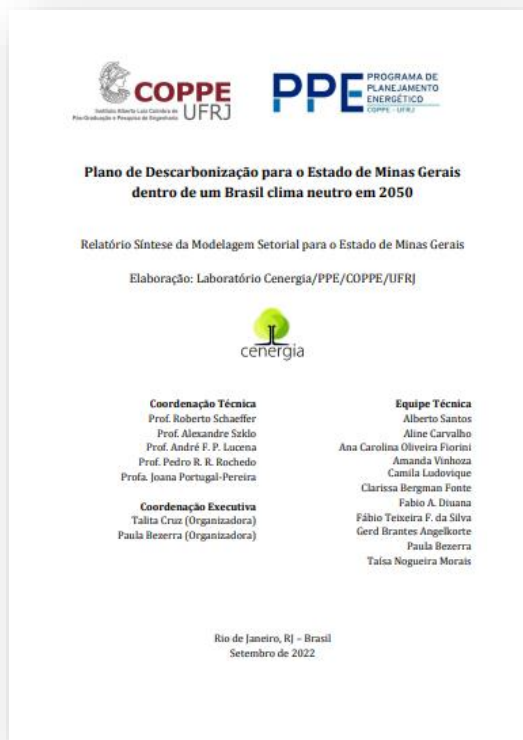 COPPE
UFRJ
Instituto Alberto Luiz Coimbra de
Pós-Graduação e Pesquisa de Engenharia
PPE
PROGRAMA DE
PLANEJAMENTO
ENERGÉTICO
COPPE - UFRJ
Plano de Descarbonização para o Estado de Minas Gerais
dentro de um Brasil clima neutro em 2050
Relatório Síntese da Modelagem Setorial para o Estado de Minas Gerais
Elaboração: Laboratório Cenergia/PPE/COPPE/UFRJ
cenergia
Coordenação Técnica
Prof. Roberto Schaeffer
Prof. Alexandre Szklo
Prof. André F. P. Lucena
Prof. Pedro R. R. Rochedo
Profa. Joana Portugal-Pereira
Coordenação Executiva
Talita Cruz (Organizadora)
Paula Bezerra (Organizadora)
Equipe Técnica
Alberto Santos
Aline Carvalho
Ana Carolina Oliveira Fiorini
Amanda Vinhoza
Camila Ludovique
Clarissa Bergman Fonte
Fabio A. Diuana
Fábio Teixeira F. da Silva
Gerd Brantes Angelkorte
Paula Bezerra
Taísa Nogueira Morais
Rio de Janeiro, RJ – Brasil
Setembro de 2022